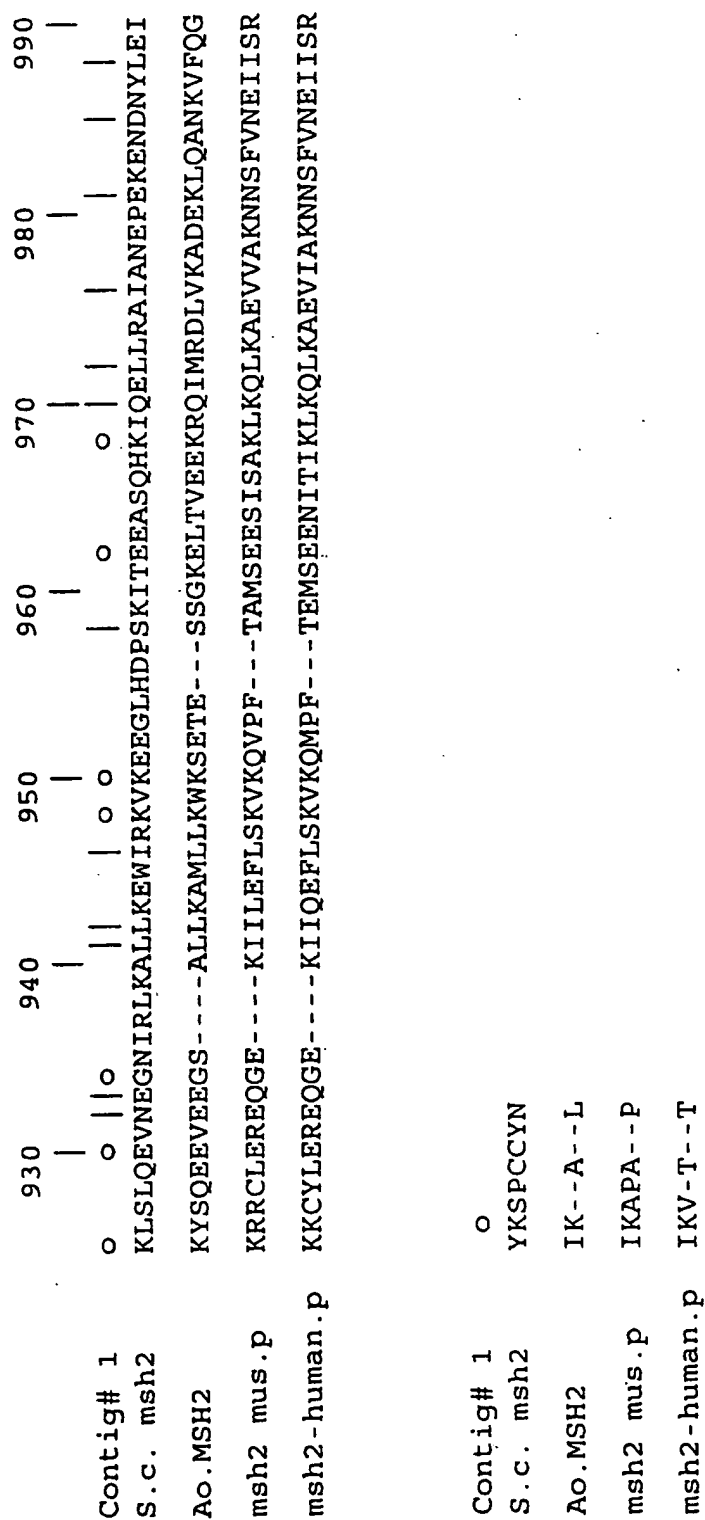 930 940 950 960 970 980 990
Contig# 1 o o | | o | | | o o | o o | | | | | |
S.c. msh2 KLSLQEVNEGNIRLKALLKEWIRKVKEEGLHDPSKITEEASQHKIQELLRAIANEPEKENDNYLEI
Ao.MSH2 KYSQEEVEEGS----ALLKAMLLKWKSETE---SSGKELTVEEKRQIMRDLVKADEKLQANKVFQG
msh2 mus.p KRRCLEREQGE----KIILEFLSKVKQVPF---TAMSEESISAKLKQLKAEVVAKNNSFVNEIISR
msh2-human.p KKCYLEREQGE----KIIQEFLSKVKQMPF---TEMSEENITIKLKQLKAEVIAKNNSFVNEIISR
Contig# 1 o
S.c. msh2 YKSPCCYN
Ao.MSH2 IK--A--L
msh2 mus.p IKAPA--P
msh2-human.p IKV-T--T